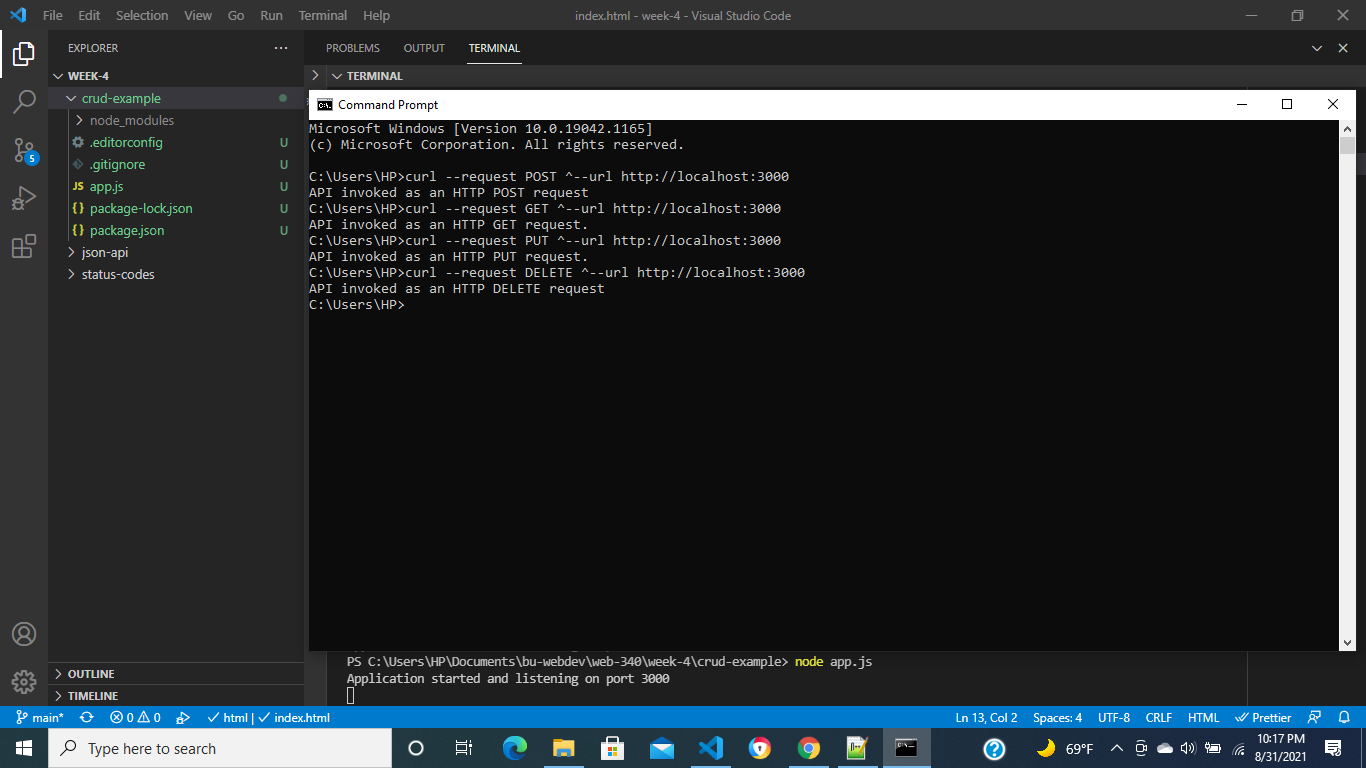 File Edit Selection View Go Run Terminal Help
index.html - week-4 - Visual Studio Code
EXPLORER
PROBLEMS OUTPUT TERMINAL
WEEK-4
TERMINAL
crud-example
node_modules
.editorconfig U
.gitignore U
JS app.js U
{} package-lock.json U
{} package.json U
json-api
status-codes
5
Command Prompt
Microsoft Windows [Version 10.0.19042.1165]
(c) Microsoft Corporation. All rights reserved.
C:\Users\HP>curl --request POST ^--url http://localhost:3000
API invoked as an HTTP POST request
C:\Users\HP>curl --request GET ^--url http://localhost:3000
API invoked as an HTTP GET request.
C:\Users\HP>curl --request PUT ^--url http://localhost:3000
API invoked as an HTTP PUT request.
C:\Users\HP>curl --request DELETE ^--url http://localhost:3000
API invoked as an HTTP DELETE request
C:\Users\HP>
PS C:\Users\HP\Documents\bu-webdev\web-340\week-4\crud-example> node app.js
Application started and listening on port 3000
OUTLINE
TIMELINE
main* 0 0 html | index.html
Ln 13, Col 2 Spaces: 4 UTF-8 CRLF HTML Prettier
Type here to search
69°F
10:17 PM
8/31/2021